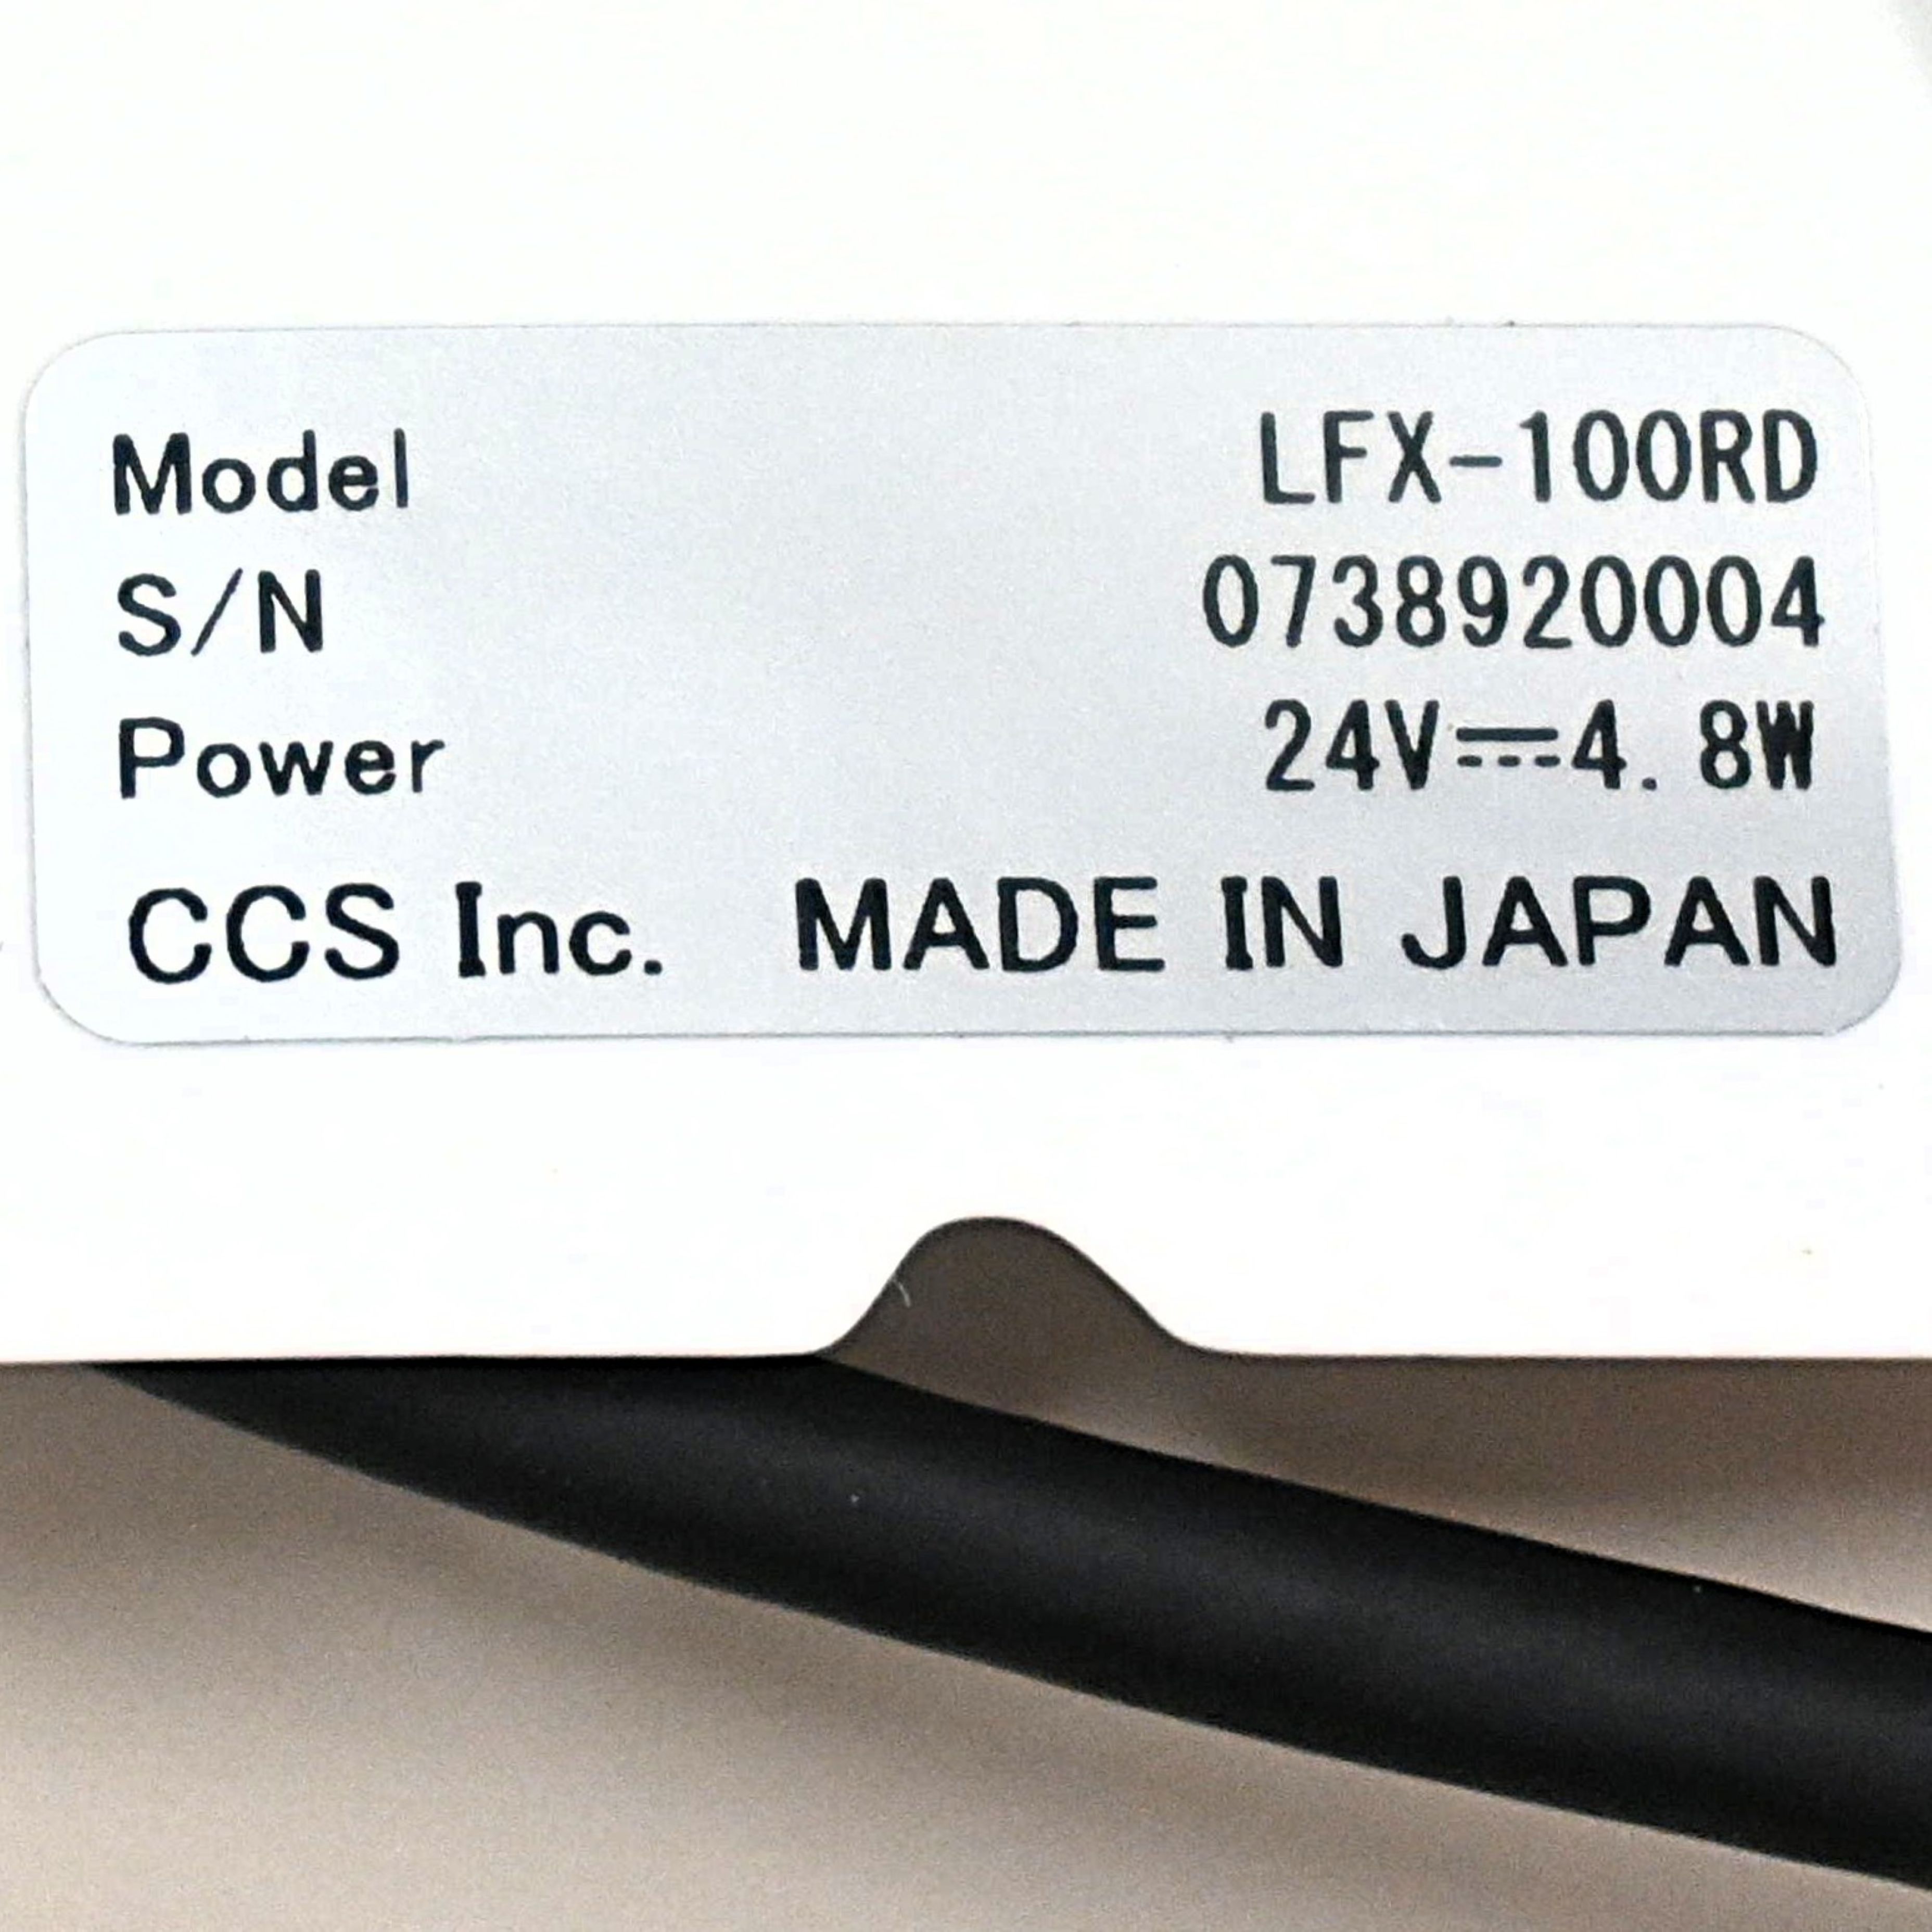 Model LFX-100RD
S/N 0738920004
Power 24V⎓4.8W
CCS Inc. MADE IN JAPAN